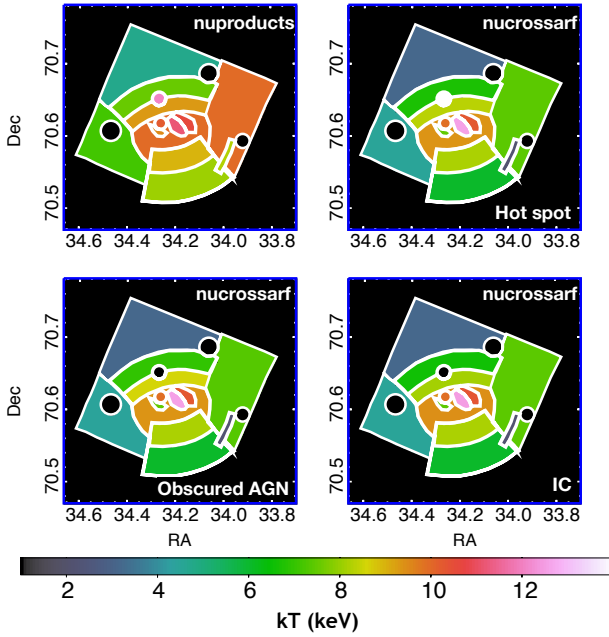 nuproducts
nucrossarf
Hot spot
Dec
70.7
70.6
70.5
70.7
70.6
70.5
34.6 34.4 34.2 34.0 33.8
34.6 34.4 34.2 34.0 33.8
nucrossarf
nucrossarf
Obscured AGN
IC
Dec
70.7
70.6
70.5
70.7
70.6
70.5
34.6 34.4 34.2 34.0 33.8
34.6 34.4 34.2 34.0 33.8
RA
RA
2 4 6 8 10 12
kT (keV)